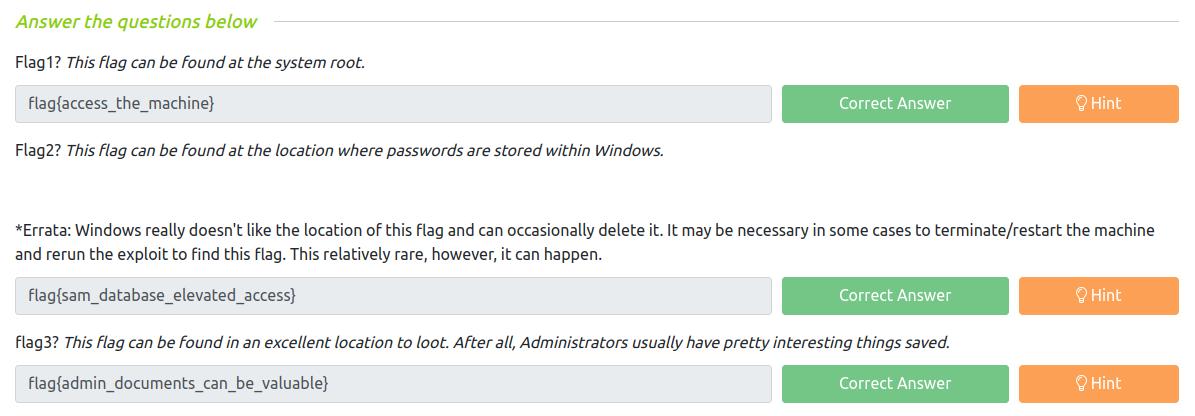 Answer the questions below
Flag1? This flag can be found at the system root.
flag{access_the_machine}
Correct Answer
Hint
Flag2? This flag can be found at the location where passwords are stored within Windows.
*Errata: Windows really doesn't like the location of this flag and can occasionally delete it. It may be necessary in some cases to terminate/restart the machine
and rerun the exploit to find this flag. This relatively rare, however, it can happen.
flag{sam_database_elevated_access}
Correct Answer
Hint
flag3? This flag can be found in an excellent location to loot. After all, Administrators usually have pretty interesting things saved.
flag{admin_documents_can_be_valuable}
Correct Answer
Hint